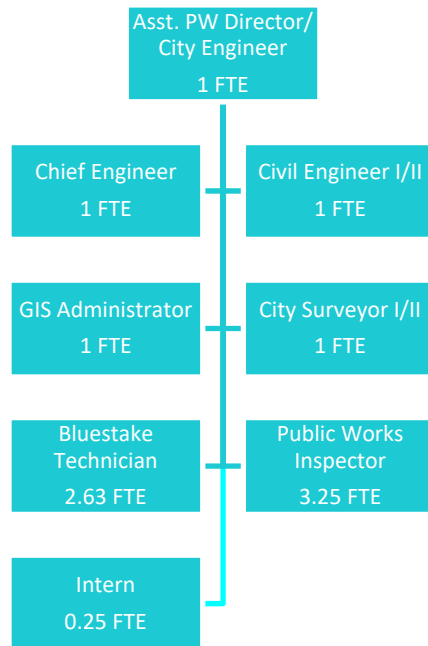 Asst. PW Director/
City Engineer
1 FTE
Chief Engineer
1 FTE
Civil Engineer I/II
1 FTE
GIS Administrator
1 FTE
City Surveyor I/II
1 FTE
Bluestake
Technician
2.63 FTE
Public Works
Inspector
3.25 FTE
Intern
0.25 FTE